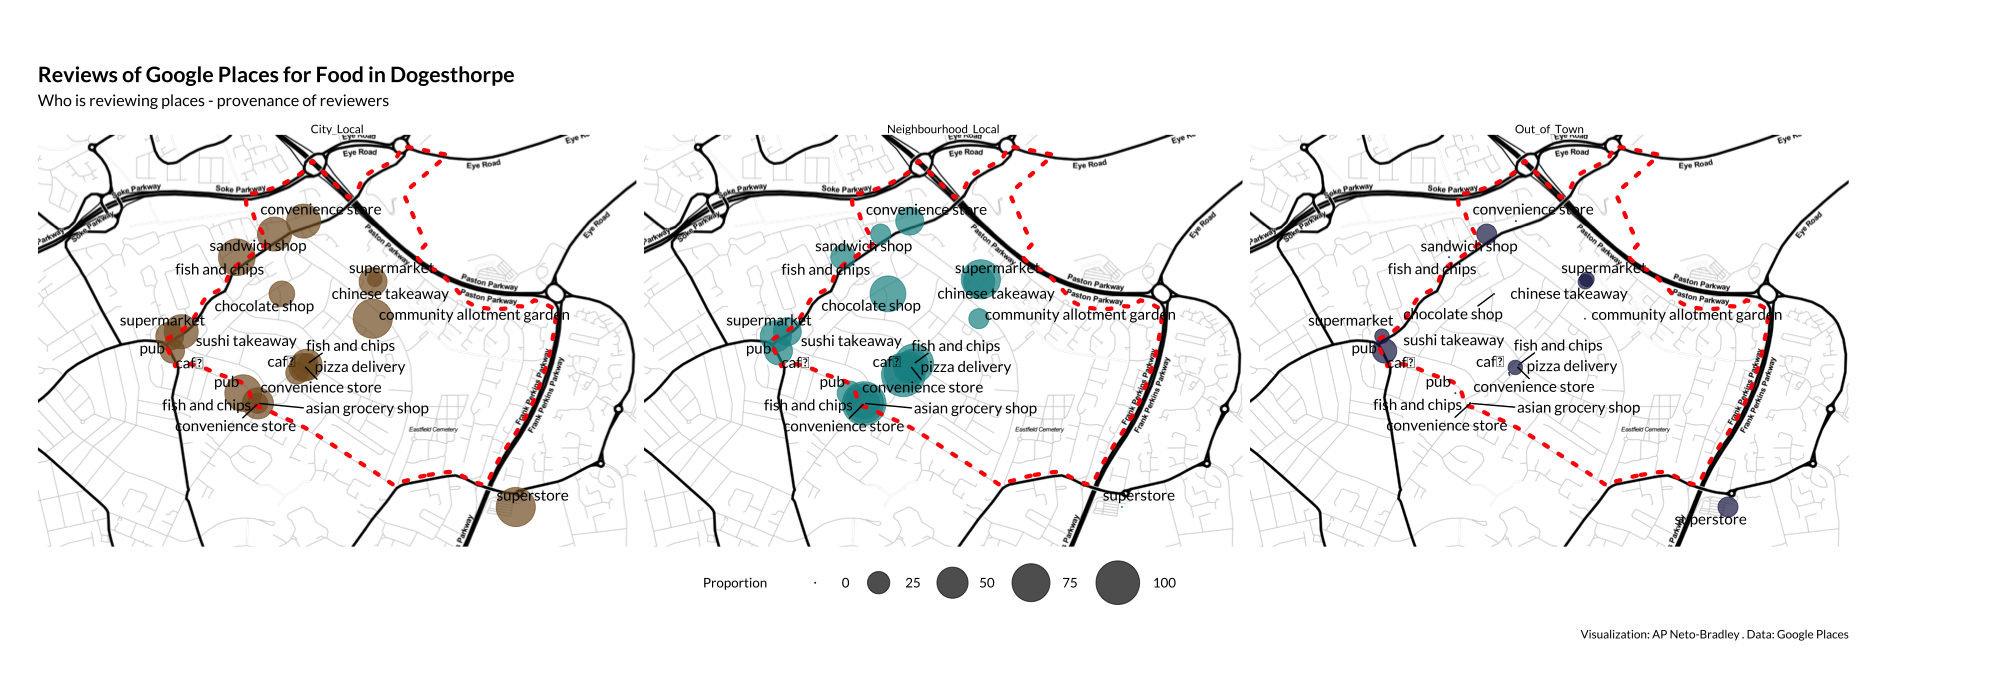 Reviews of Google Places for Food in Dogesthorpe
Who is reviewing places - provenance of reviewers
City_Local
Eye Road
Eye Road
Eye Road
Eye Road
Eye Road
Soke Parkway
Soke Parkway
Soke Parkway
Parkway
Paston Parkway
Paston Parkway
Paston Parkway
Frank Perkins Parkway
Frank Perkins Parkway
Parkway
Eastfield Cemetery
convenience store
sandwich shop
fish and chips
supermarket
chinese takeaway
chocolate shop
community allotment garden
supermarket
sushi takeaway
pub
caf�
fish and chips
caf�
pizza delivery
pub
convenience store
fish and chips
asian grocery shop
convenience store
superstore
Neighbourhood_Local
Eye Road
Eye Road
Eye Road
Eye Road
Eye Road
Soke Parkway
Soke Parkway
Soke Parkway
Parkway
Paston Parkway
Paston Parkway
Paston Parkway
Frank Perkins Parkway
Frank Perkins Parkway
Parkway
Eastfield Cemetery
convenience store
sandwich shop
fish and chips
supermarket
chinese takeaway
chocolate shop
community allotment garden
supermarket
sushi takeaway
pub
caf�
fish and chips
caf�
pizza delivery
pub
convenience store
fish and chips
asian grocery shop
convenience store
superstore
Out_of_Town
Eye Road
Eye Road
Eye Road
Eye Road
Eye Road
Soke Parkway
Soke Parkway
Soke Parkway
Parkway
Paston Parkway
Paston Parkway
Paston Parkway
Frank Perkins Parkway
Frank Perkins Parkway
Parkway
Eastfield Cemetery
convenience store
sandwich shop
fish and chips
supermarket
chinese takeaway
chocolate shop
community allotment garden
supermarket
sushi takeaway
pub
caf�
fish and chips
caf�
pizza delivery
pub
convenience store
fish and chips
asian grocery shop
convenience store
superstore
Proportion 0 25 50 75 100
Visualization: AP Neto-Bradley . Data: Google Places